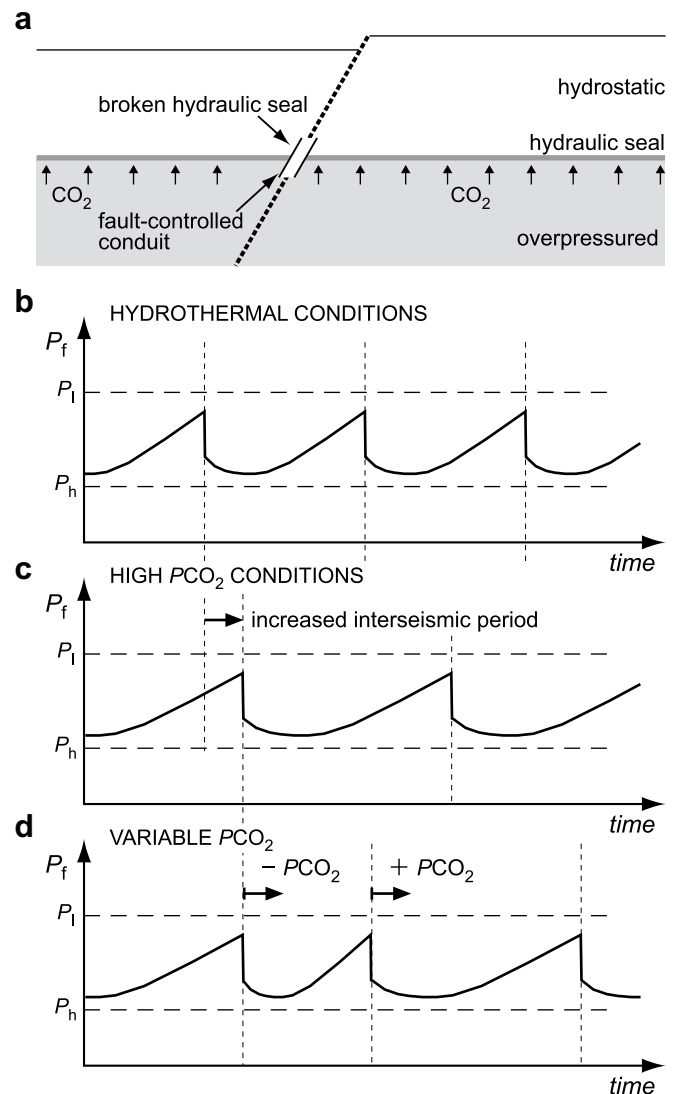 a
broken hydraulic seal
hydrostatic
hydraulic seal
CO₂
CO₂
fault-controlled
conduit
overpressured
b
HYDROTHERMAL CONDITIONS
Pf
Pl
Ph
time
c
HIGH PCO₂ CONDITIONS
Pf
increased interseismic period
Pl
Ph
time
d
VARIABLE PCO₂
Pf
− PCO₂
+ PCO₂
Pl
Ph
time